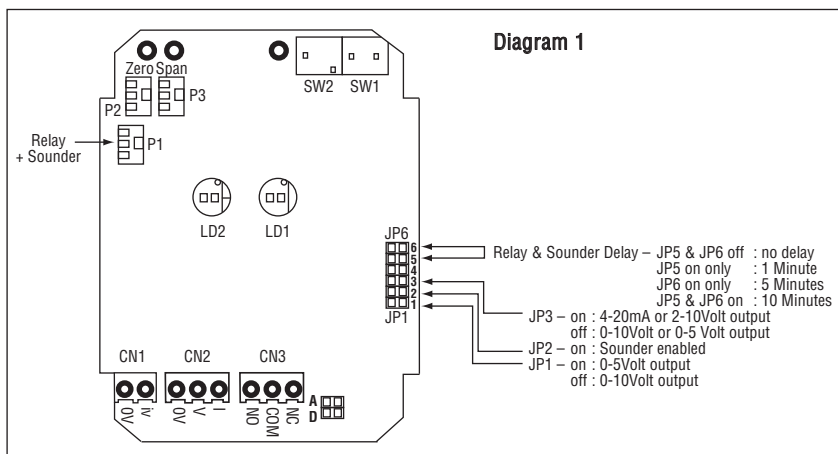 Diagram 1
Zero Span
P2
P3
SW2
SW1
Relay
+ Sounder
P1
LD2
LD1
JP6
6
5
4
3
2
1
JP1
Relay & Sounder Delay – JP5 & JP6 off : no delay
JP5 on only : 1 Minute
JP6 on only : 5 Minutes
JP5 & JP6 on : 10 Minutes
JP3 – on : 4-20mA or 2-10Volt output
off : 0-10Volt or 0-5 Volt output
JP2 – on : Sounder enabled
JP1 – on : 0-5Volt output
off : 0-10Volt output
CN1
CN2
CN3
0V
iv
0V
V
I
NO
COM
NC
A
D